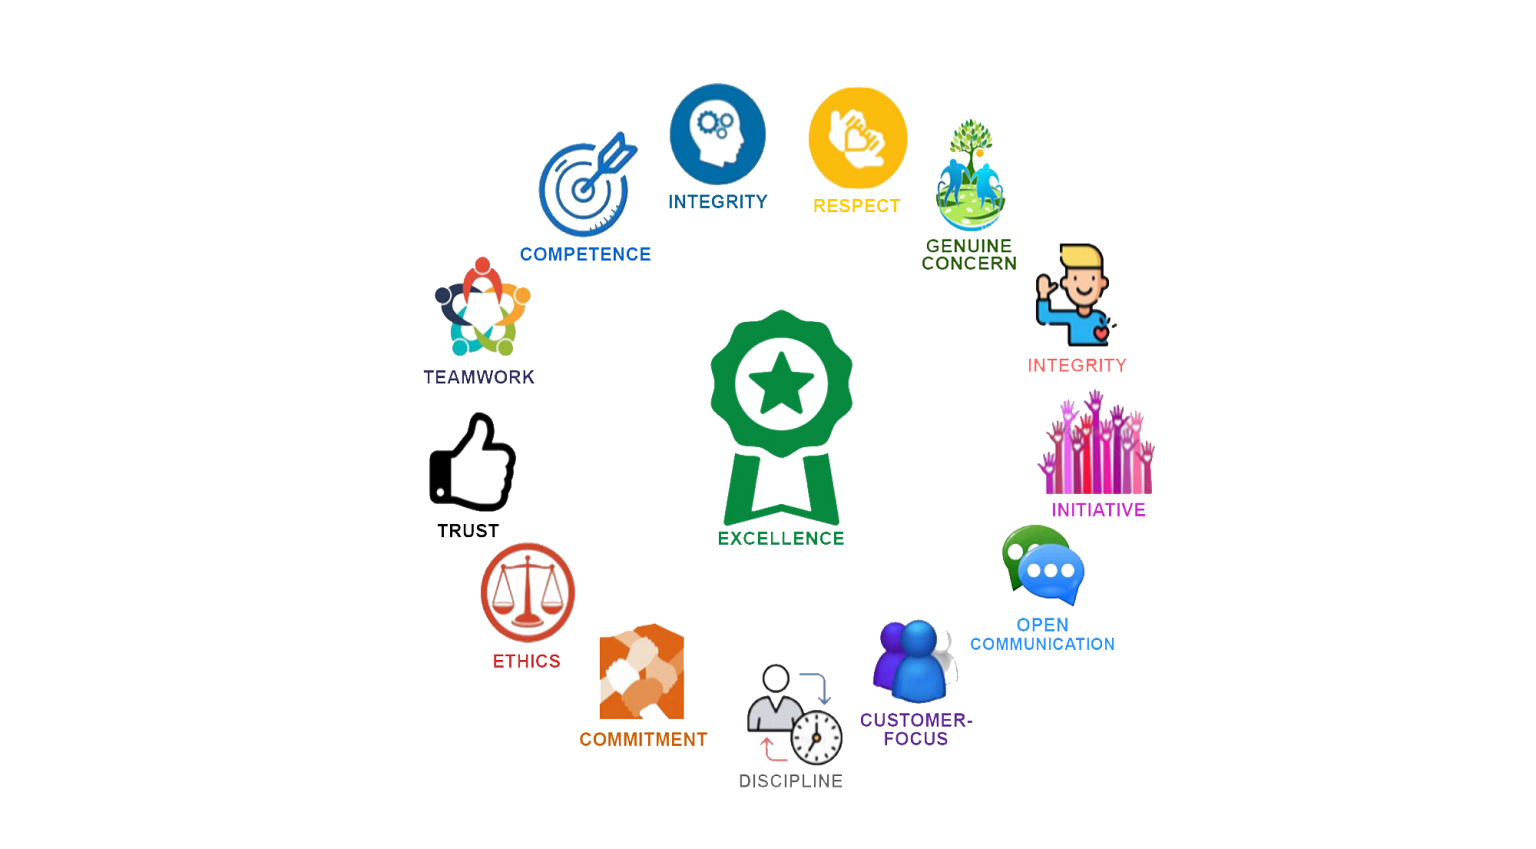 INTEGRITY
RESPECT
COMPETENCE
GENUINE
CONCERN
INTEGRITY
TEAMWORK
INITIATIVE
TRUST
EXCELLENCE
OPEN
COMMUNICATION
ETHICS
CUSTOMER-
FOCUS
COMMITMENT
DISCIPLINE